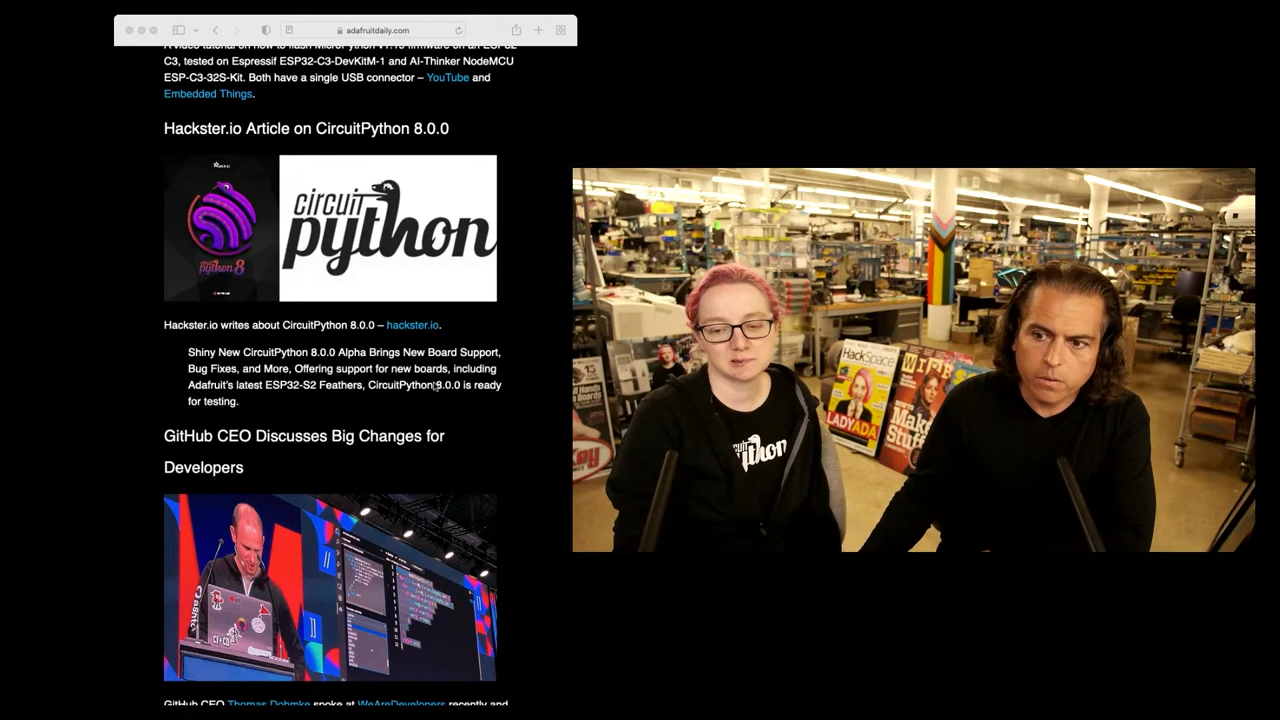 adafruitdaily.com
A video tutorial on how to flash MicroPython v1.19 firmware on an ESP32
C3, tested on Espressif ESP32-C3-DevKitM-1 and AI-Thinker NodeMCU
ESP-C3-32S-Kit. Both have a single USB connector – YouTube and
Embedded Things.
Hackster.io Article on CircuitPython 8.0.0
python 8
circuit
python
Hackster.io writes about CircuitPython 8.0.0 – hackster.io.
Shiny New CircuitPython 8.0.0 Alpha Brings New Board Support,
Bug Fixes, and More, Offering support for new boards, including
Adafruit's latest ESP32-S2 Feathers, CircuitPython 8.0.0 is ready
for testing.
GitHub CEO Discusses Big Changes for
Developers
GitHub CEO Thomas Dohmke spoke at WeAreDevelopers recently and
HackSpace
LADYADA
WIRED
Make
Stuff
Key